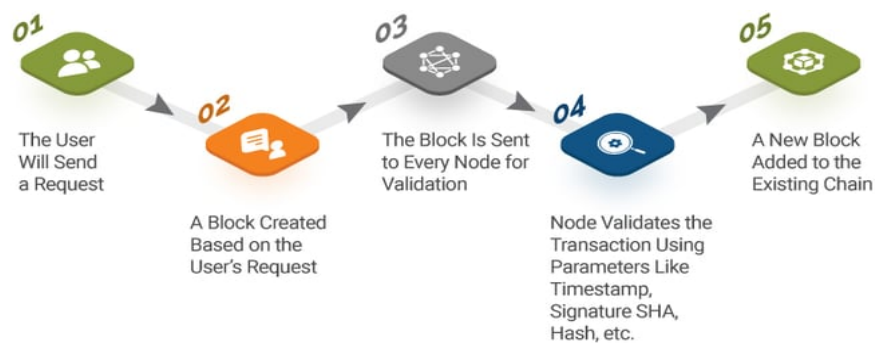 01
The User
Will Send
a Request
02
A Block Created
Based on the
User's Request
03
The Block Is Sent
to Every Node for
Validation
04
Node Validates the
Transaction Using
Parameters Like
Timestamp,
Signature SHA,
Hash, etc.
05
A New Block
Added to the
Existing Chain